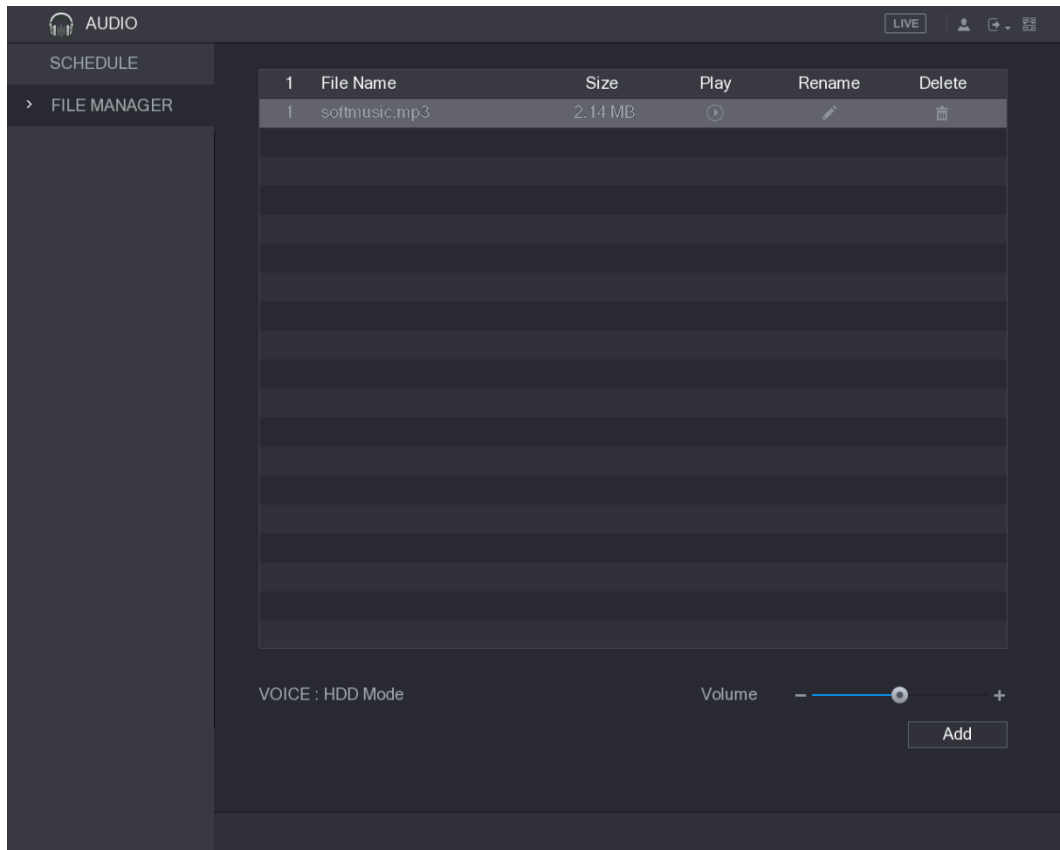 AUDIO LIVE
SCHEDULE
FILE MANAGER
1 File Name Size Play Rename Delete
1 softmusic.mp3 2.14 MB
VOICE : HDD Mode Volume
Add